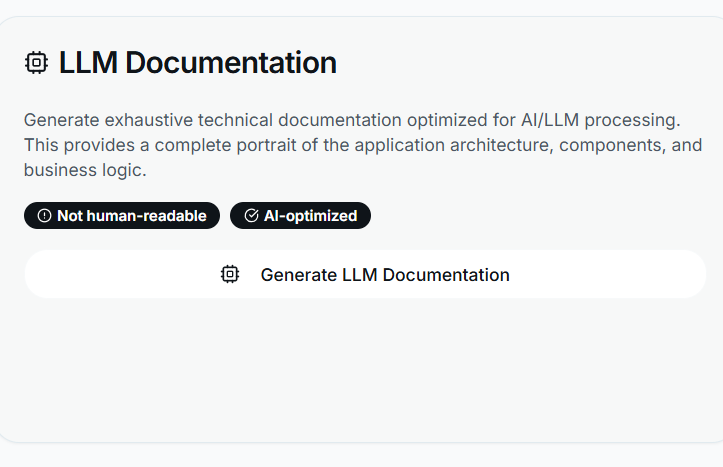 LLM Documentation
Generate exhaustive technical documentation optimized for AI/LLM processing.
This provides a complete portrait of the application architecture, components, and
business logic.
Not human-readable
AI-optimized
Generate LLM Documentation